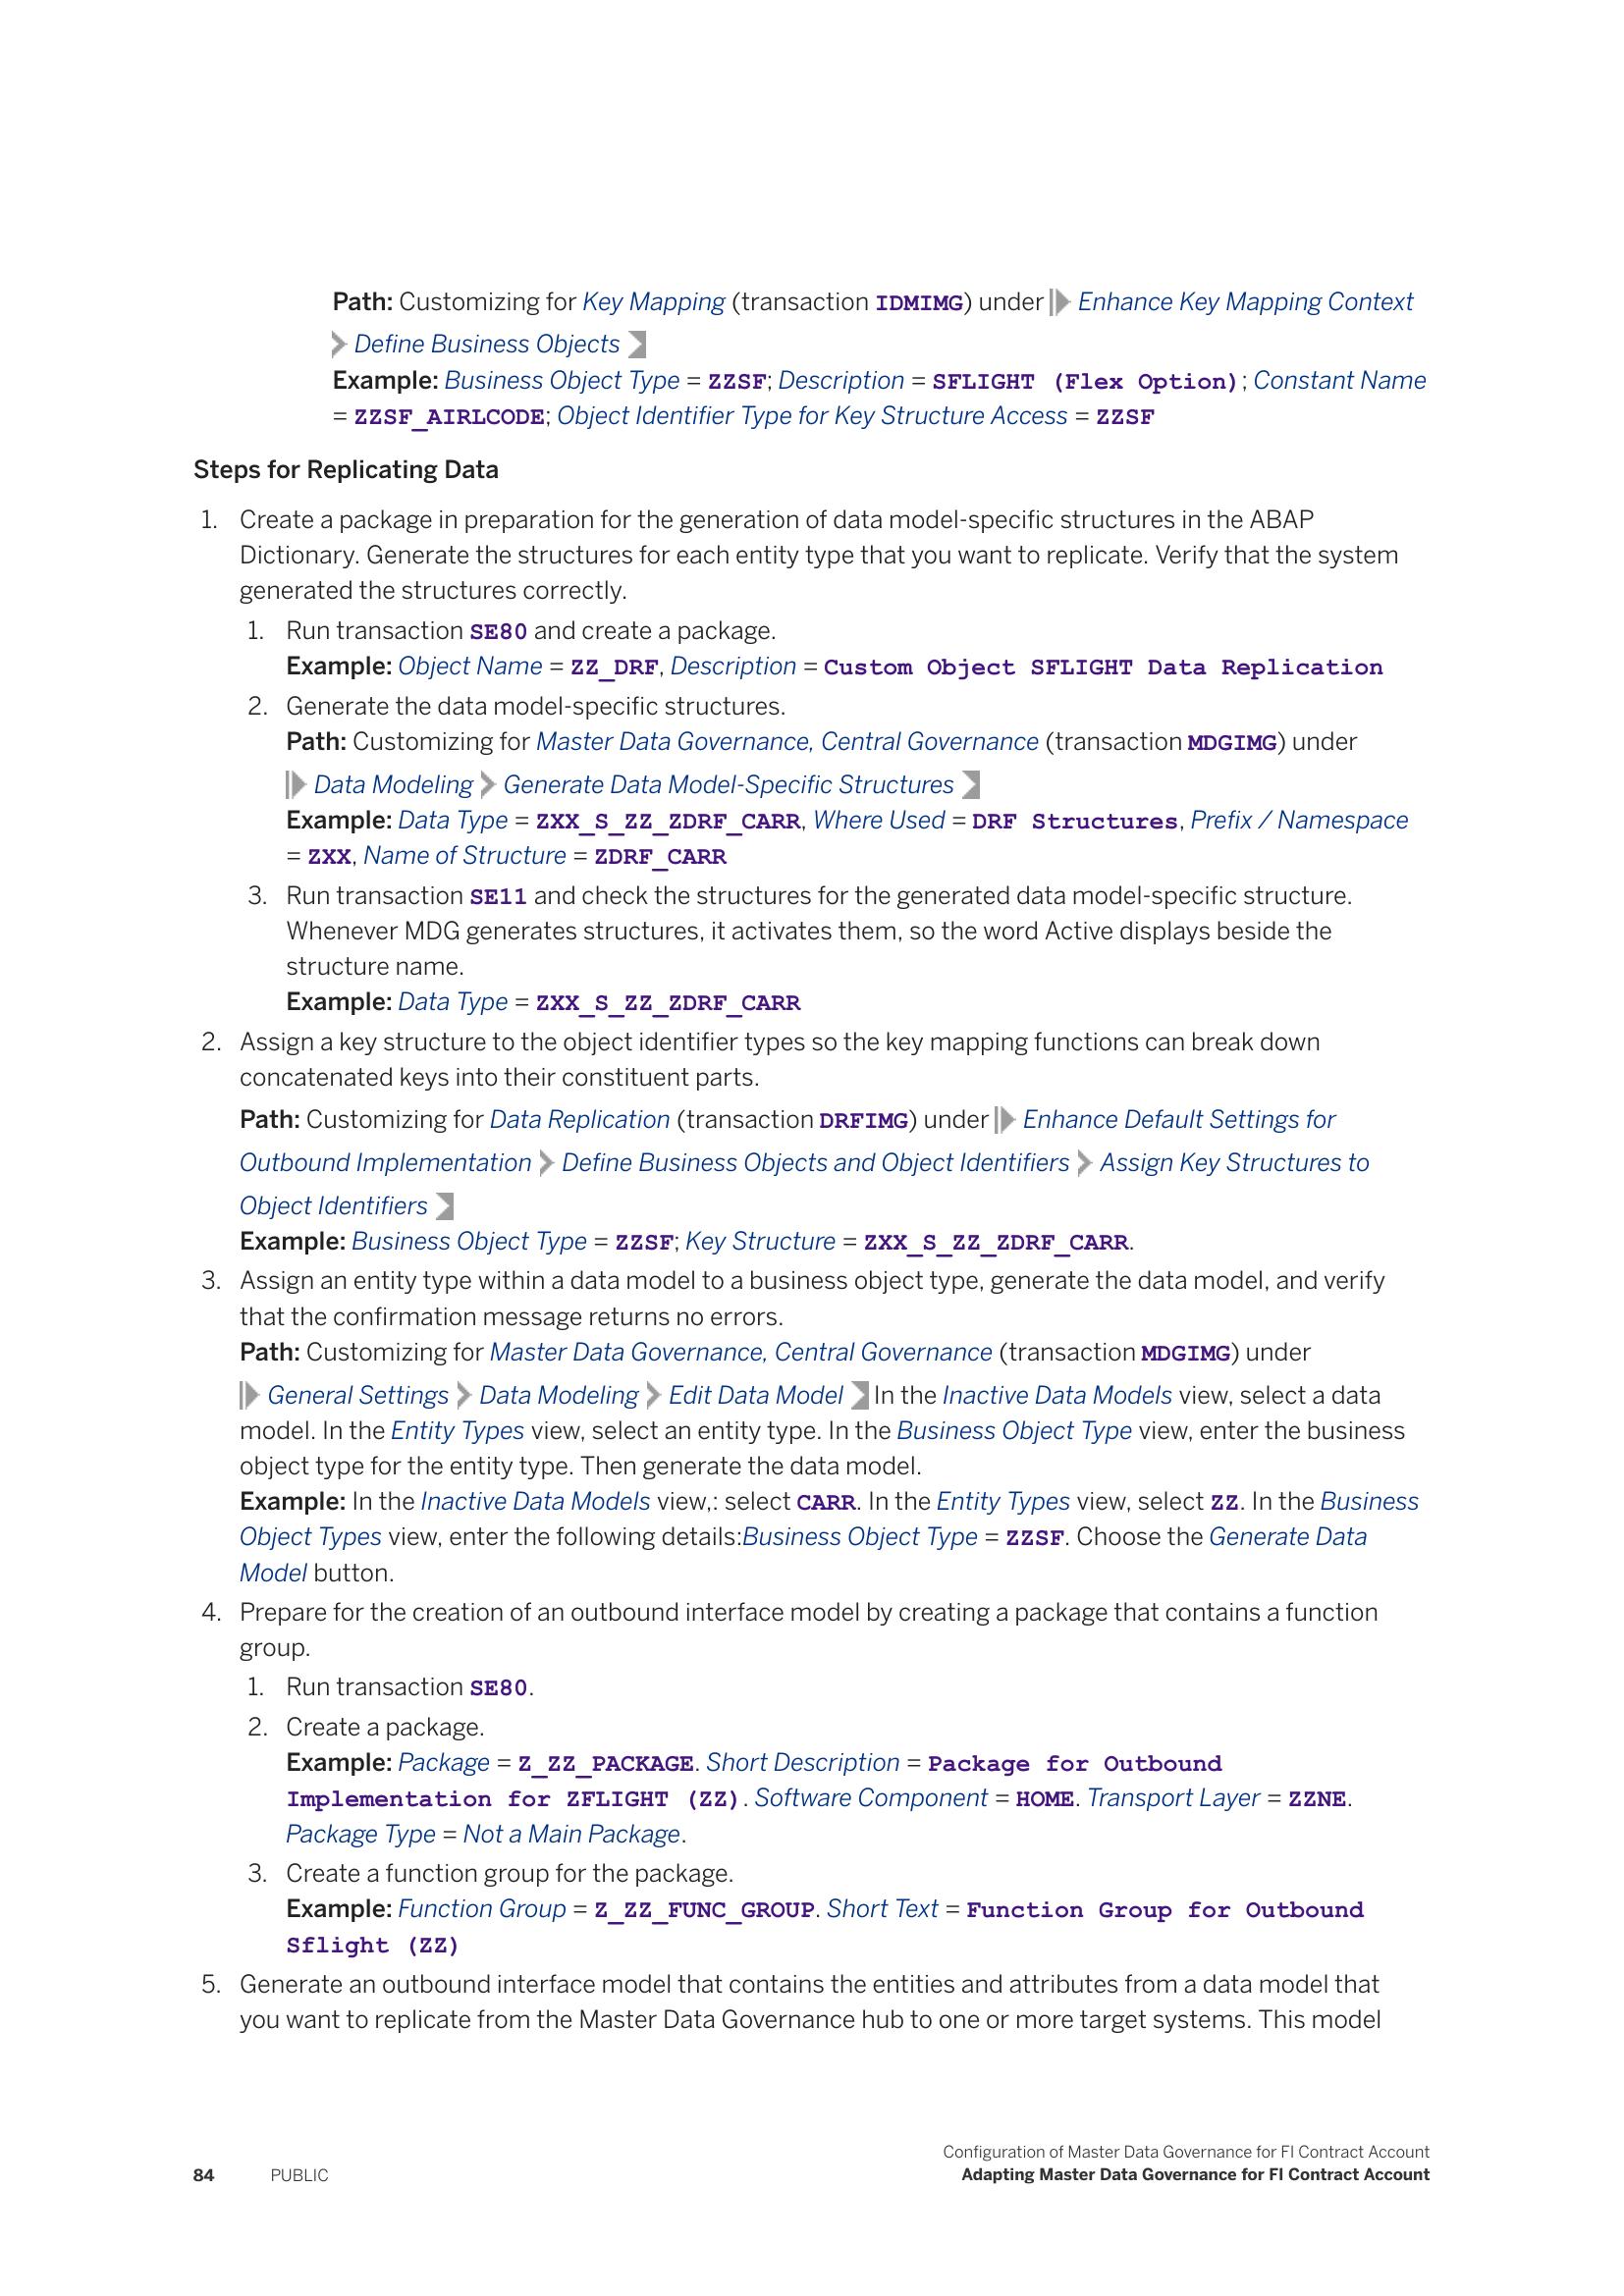 Path: Customizing for Key Mapping (transaction IDMIMG) under Enhance Key Mapping Context
Define Business Objects
Example: Business Object Type = ZZSF; Description = SFLIGHT (Flex Option); Constant Name
= ZZSF_AIRLCODE; Object Identifier Type for Key Structure Access = ZZSF
Steps for Replicating Data
1. Create a package in preparation for the generation of data model-specific structures in the ABAP
Dictionary. Generate the structures for each entity type that you want to replicate. Verify that the system
generated the structures correctly.
1. Run transaction SE80 and create a package.
Example: Object Name = ZZ_DRF, Description = Custom Object SFLIGHT Data Replication
2. Generate the data model-specific structures.
Path: Customizing for Master Data Governance, Central Governance (transaction MDGIMG) under
Data Modeling Generate Data Model-Specific Structures
Example: Data Type = ZXX_S_ZZ_ZDRF_CARR, Where Used = DRF Structures, Prefix / Namespace
= ZXX, Name of Structure = ZDRF_CARR
3. Run transaction SE11 and check the structures for the generated data model-specific structure.
Whenever MDG generates structures, it activates them, so the word Active displays beside the
structure name.
Example: Data Type = ZXX_S_ZZ_ZDRF_CARR
2. Assign a key structure to the object identifier types so the key mapping functions can break down
concatenated keys into their constituent parts.
Path: Customizing for Data Replication (transaction DRFIMG) under Enhance Default Settings for
Outbound Implementation Define Business Objects and Object Identifiers Assign Key Structures to
Object Identifiers
Example: Business Object Type = ZZSF; Key Structure = ZXX_S_ZZ_ZDRF_CARR.
3. Assign an entity type within a data model to a business object type, generate the data model, and verify
that the confirmation message returns no errors.
Path: Customizing for Master Data Governance, Central Governance (transaction MDGIMG) under
General Settings Data Modeling Edit Data Model In the Inactive Data Models view, select a data
model. In the Entity Types view, select an entity type. In the Business Object Type view, enter the business
object type for the entity type. Then generate the data model.
Example: In the Inactive Data Models view,: select CARR. In the Entity Types view, select ZZ. In the Business
Object Types view, enter the following details:Business Object Type = ZZSF. Choose the Generate Data
Model button.
4. Prepare for the creation of an outbound interface model by creating a package that contains a function
group.
1. Run transaction SE80.
2. Create a package.
Example: Package = Z_ZZ_PACKAGE. Short Description = Package for Outbound
Implementation for ZFLIGHT (ZZ). Software Component = HOME. Transport Layer = ZZNE.
Package Type = Not a Main Package.
3. Create a function group for the package.
Example: Function Group = Z_ZZ_FUNC_GROUP. Short Text = Function Group for Outbound
Sflight (ZZ)
5. Generate an outbound interface model that contains the entities and attributes from a data model that
you want to replicate from the Master Data Governance hub to one or more target systems. This model
Configuration of Master Data Governance for FI Contract Account
84 PUBLIC Adapting Master Data Governance for FI Contract Account